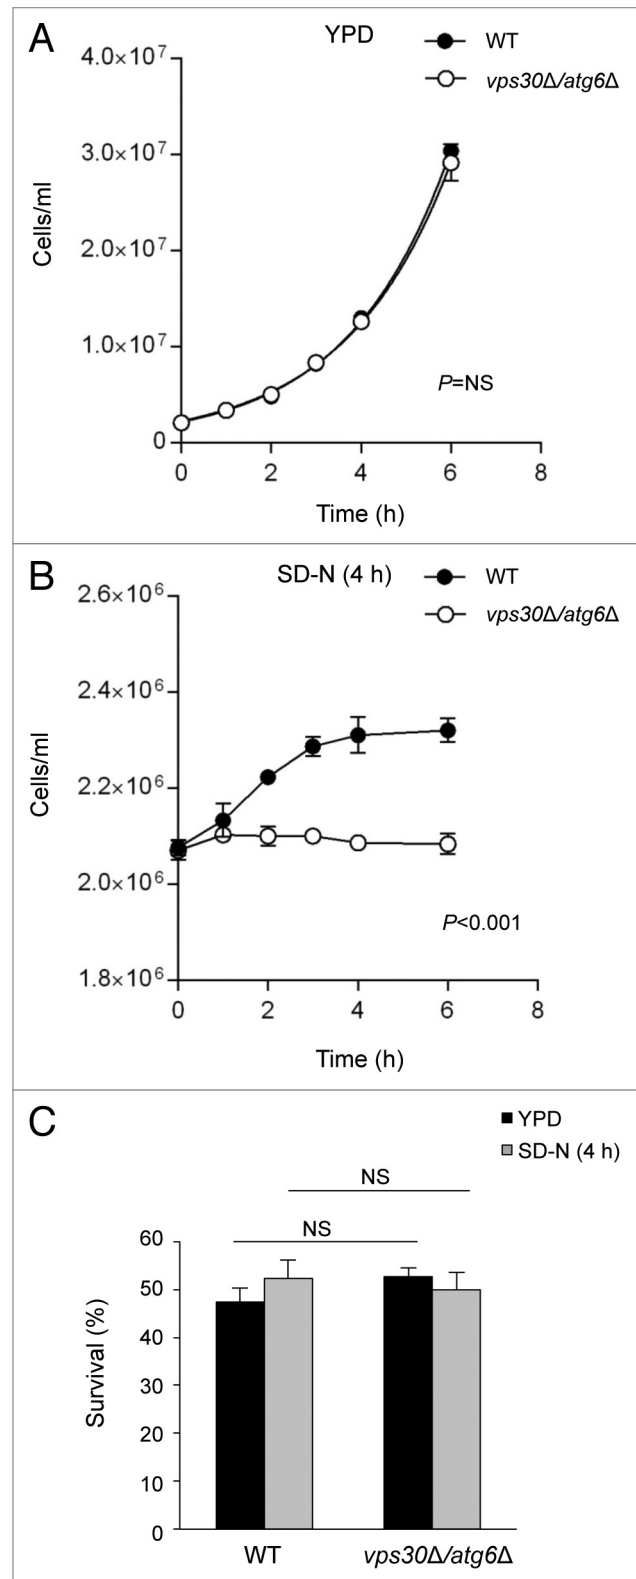 A
YPD
WT
vps30Δ/atg6Δ
4.0×10⁷
3.0×10⁷
2.0×10⁷
1.0×10⁷
0
Cells/ml
P=NS
0 2 4 6 8
Time (h)
B
SD-N (4 h)
WT
vps30Δ/atg6Δ
2.6×10⁶
2.4×10⁶
2.2×10⁶
2.0×10⁶
1.8×10⁶
Cells/ml
P<0.001
0 2 4 6 8
Time (h)
C
YPD
SD-N (4 h)
NS
NS
60
50
40
30
20
10
0
Survival (%)
WT vps30Δ/atg6Δ